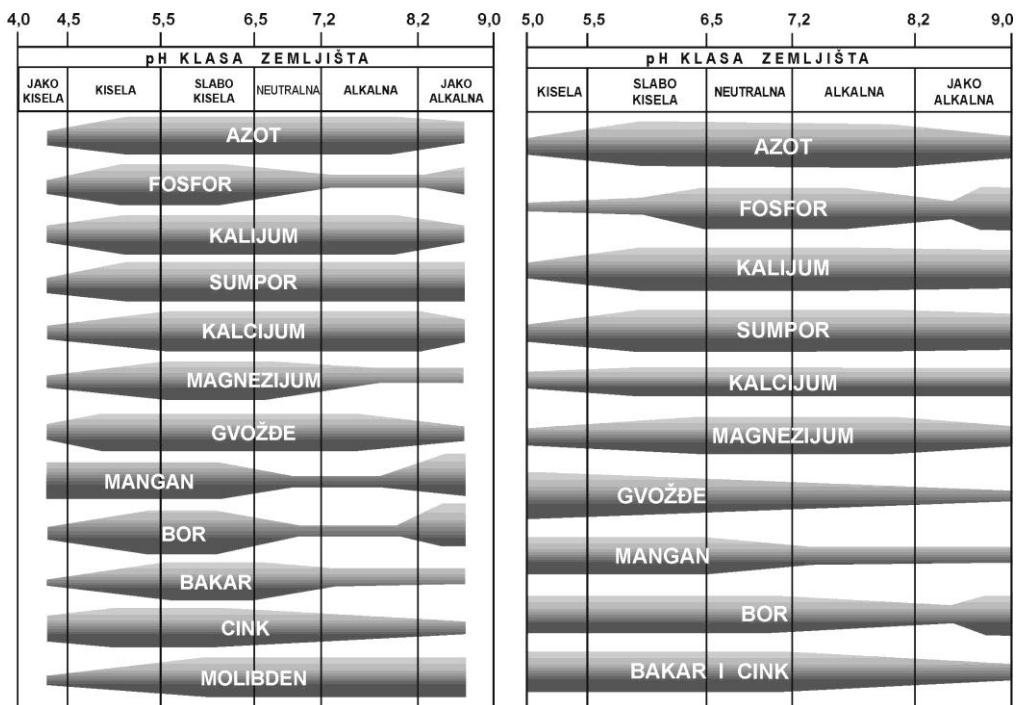 4,0 4,5 5,5 6,5 7,2 8,2 9,0
pH KLASA ZEMLJIŠTA
JAKO KISELA KISELA SLABO KISELA NEUTRALNA ALKALNA JAKO ALKALNA
AZOT
FOSFOR
KALIJUM
SUMPOR
KALCIJUM
MAGNEZIJUM
GVOŽĐE
MANGAN
BOR
BAKAR
CINK
MOLIBDEN
5,0 5,5 6,5 7,2 8,2 9,0
pH KLASA ZEMLJIŠTA
KISELA SLABO KISELA NEUTRALNA ALKALNA JAKO ALKALNA
AZOT
FOSFOR
KALIJUM
SUMPOR
KALCIJUM
MAGNEZIJUM
GVOŽĐE
MANGAN
BOR
BAKAR I CINK